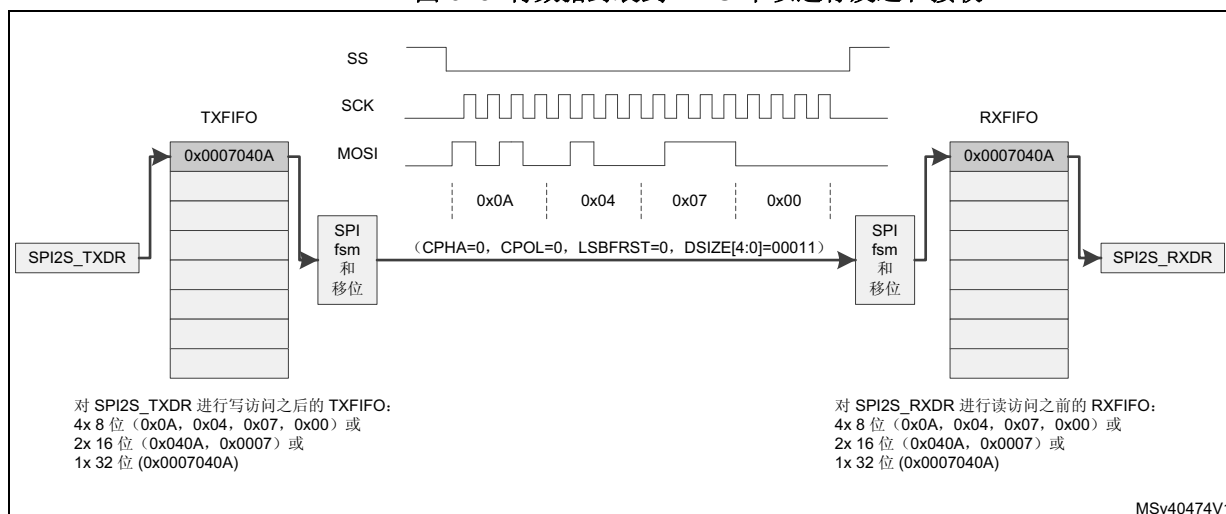 SS
SCK
MOSI
TXFIFO
RXFIFO
0x0007040A
0x0007040A
0x0A
0x04
0x07
0x00
SPI2S_TXDR
SPI
fsm
和
移位
（CPHA=0，CPOL=0，LSBFRST=0，DSIZE[4:0]=00011）
SPI
fsm
和
移位
SPI2S_RXDR
对 SPI2S_TXDR 进行写访问之后的 TXFIFO：
4x 8 位（0x0A，0x04，0x07，0x00）或
2x 16 位（0x040A，0x0007）或
1x 32 位 (0x0007040A)
对 SPI2S_RXDR 进行读访问之前的 RXFIFO：
4x 8 位（0x0A，0x04，0x07，0x00）或
2x 16 位（0x040A，0x0007）或
1x 32 位 (0x0007040A)
MSv40474V1